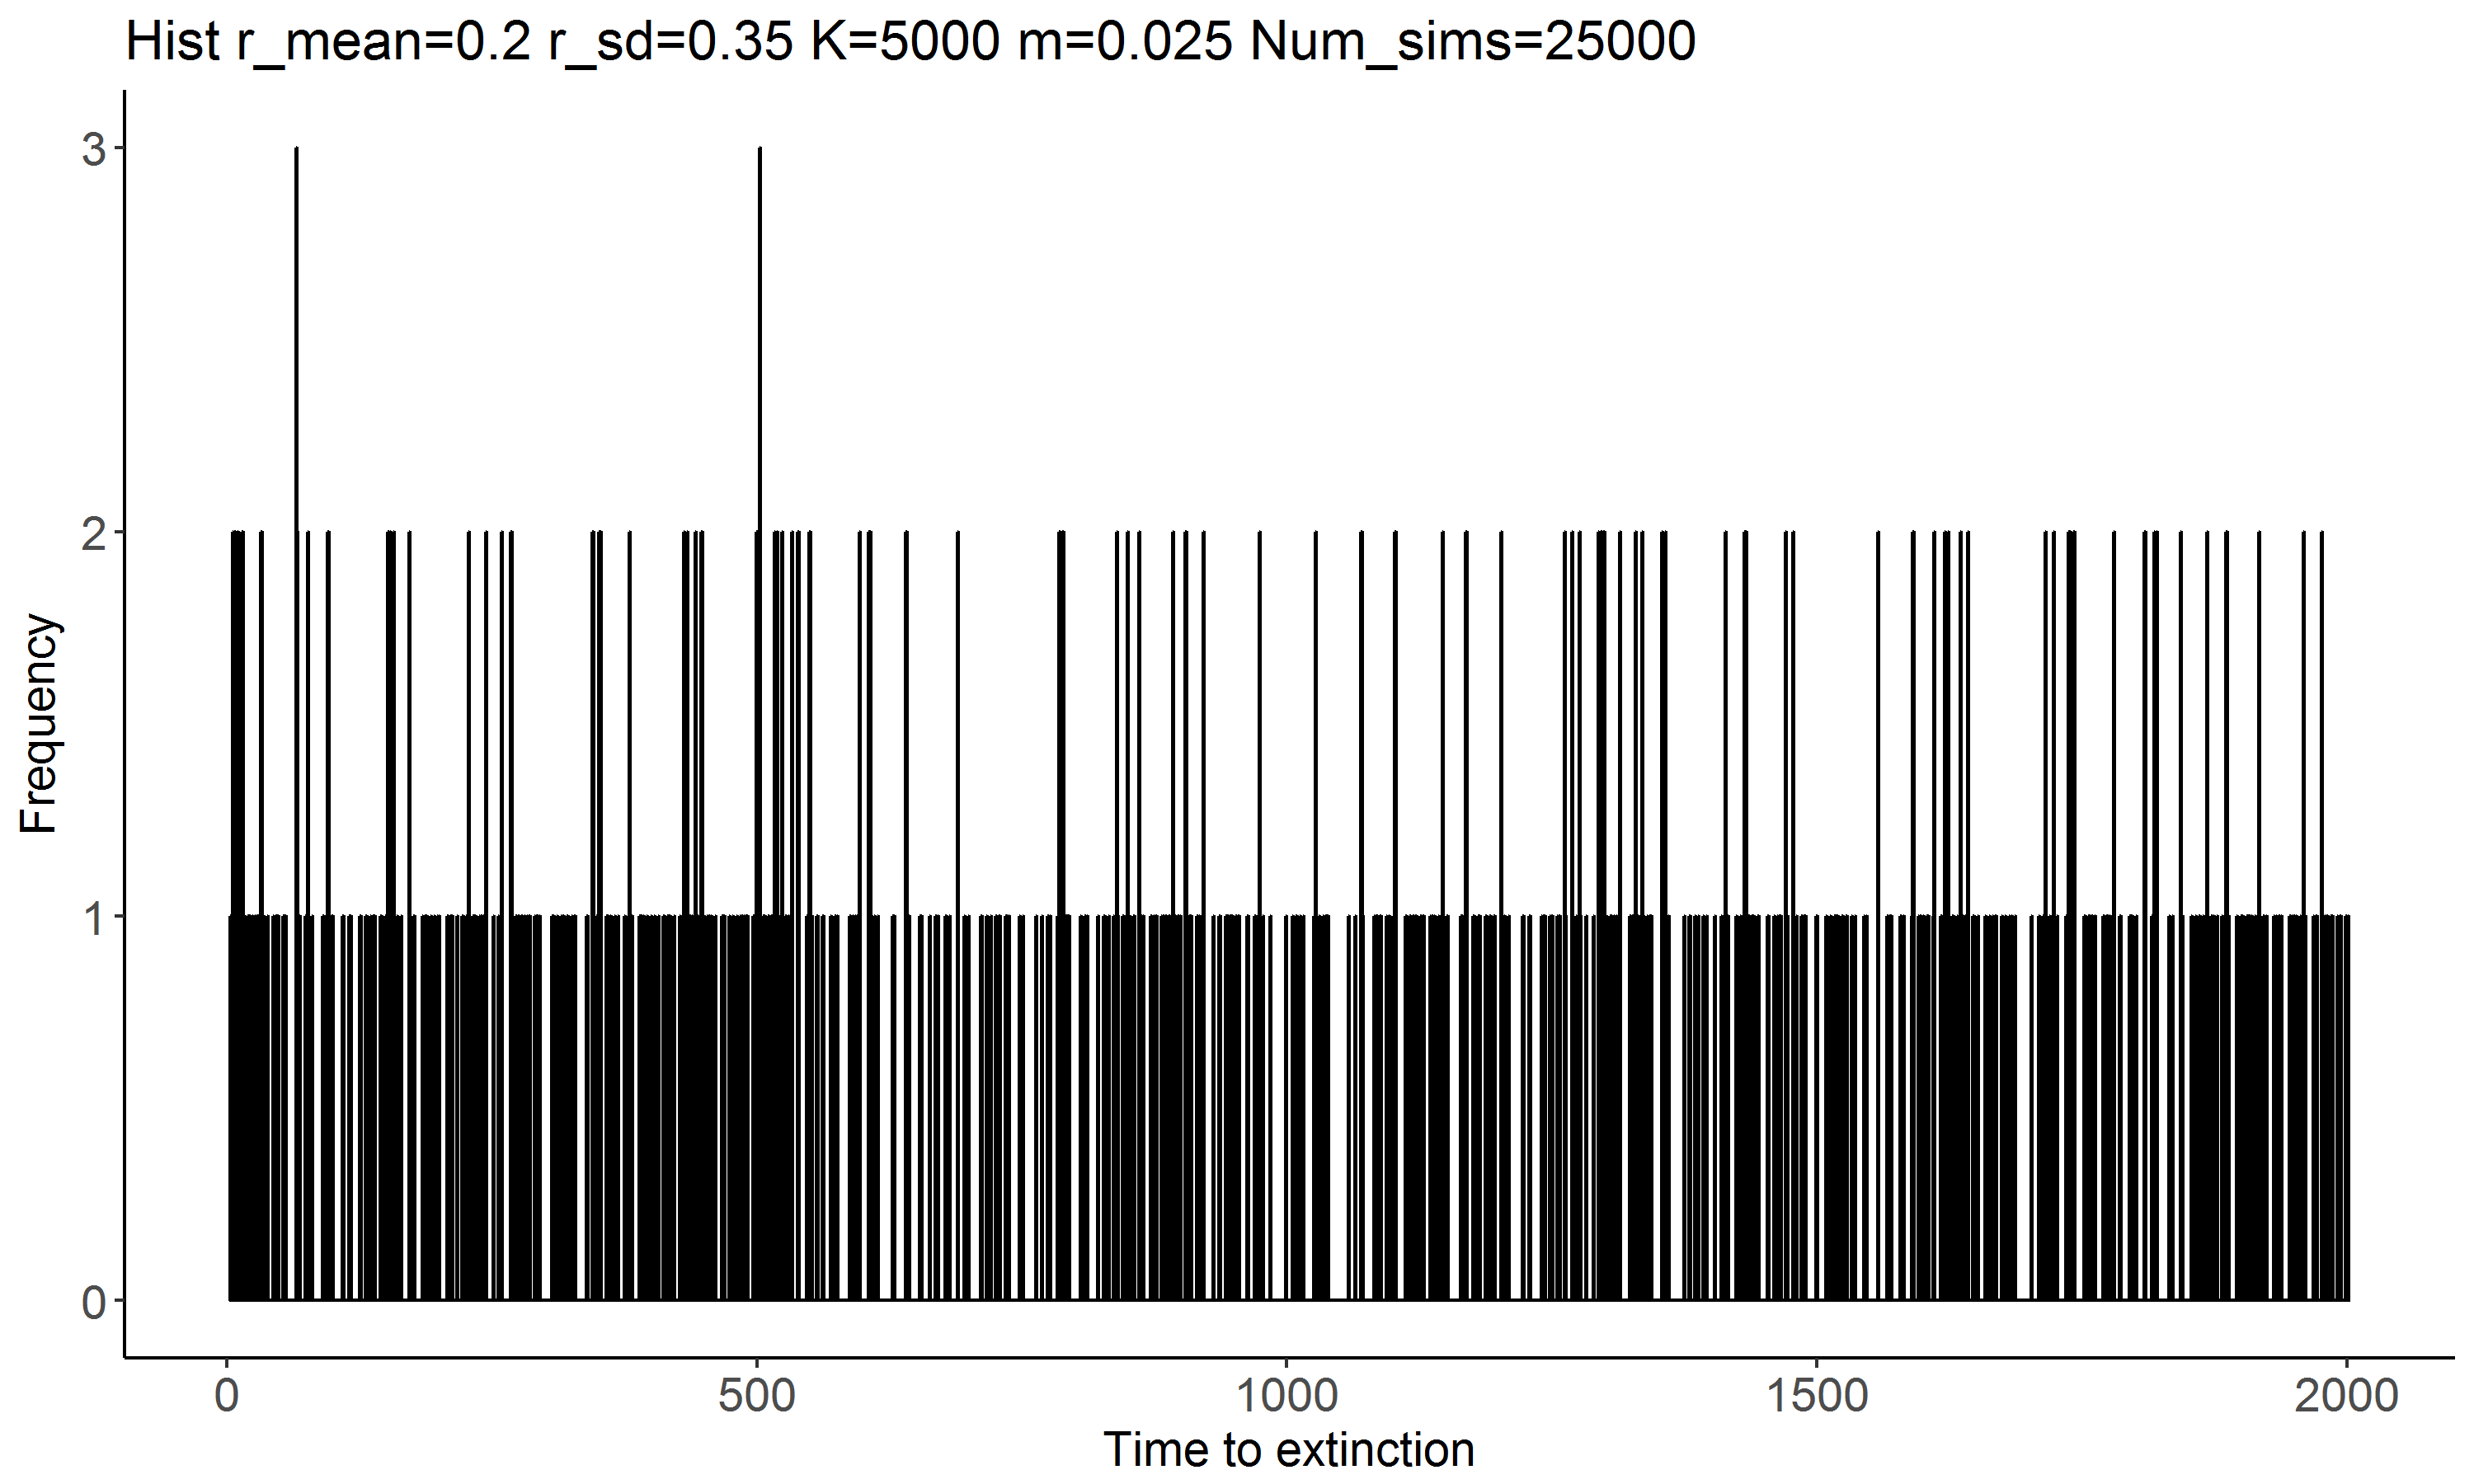 Hist r_mean=0.2 r_sd=0.35 K=5000 m=0.025 Num_sims=25000
3
2
1
0
Frequency
0 500 1000 1500 2000
Time to extinction